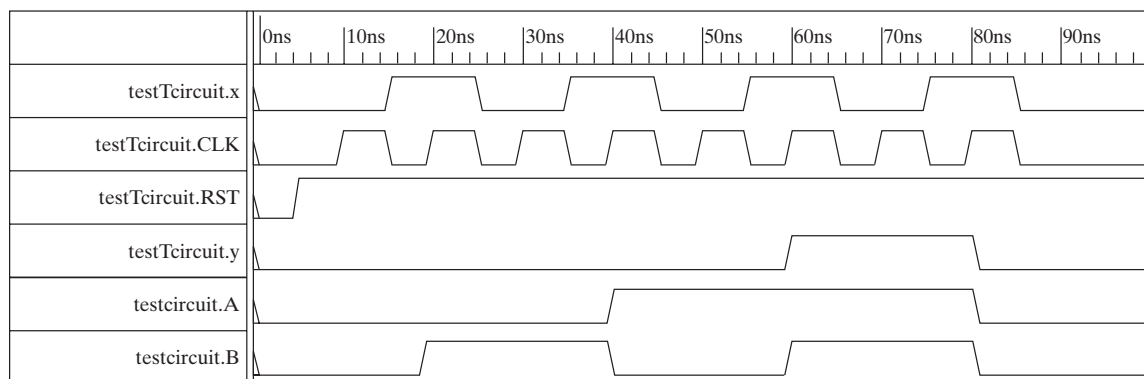 0ns 10ns 20ns 30ns 40ns 50ns 60ns 70ns 80ns 90ns
testTcircuit.x
testTcircuit.CLK
testTcircuit.RST
testTcircuit.y
testcircuit.A
testcircuit.B